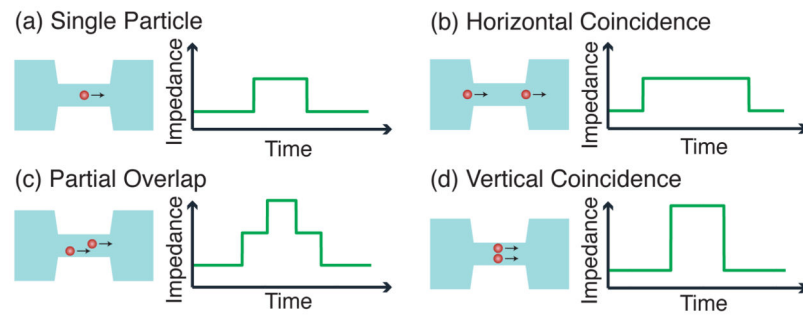 (a) Single Particle
Impedance
Time
(b) Horizontal Coincidence
Impedance
Time
(c) Partial Overlap
Impedance
Time
(d) Vertical Coincidence
Impedance
Time